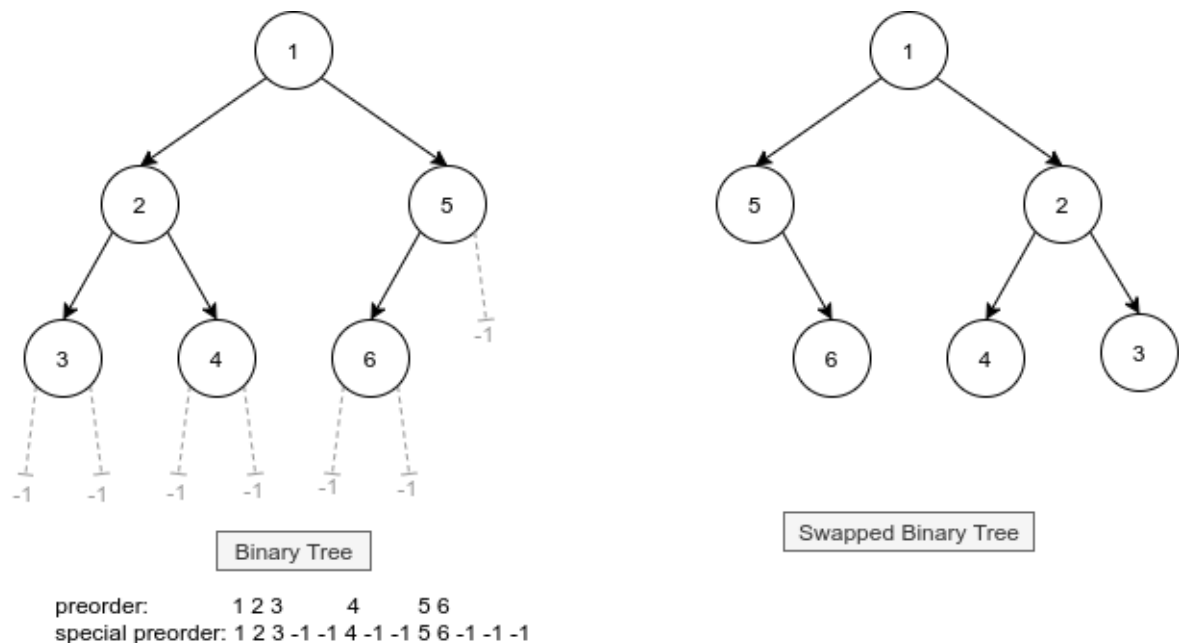 1 1
2 5 5 2
-1
3 4 6 6 4 3
-1 -1 -1 -1 -1 -1
Binary Tree Swapped Binary Tree
preorder: 1 2 3 4 5 6
special preorder: 1 2 3 -1 -1 4 -1 -1 5 6 -1 -1 -1